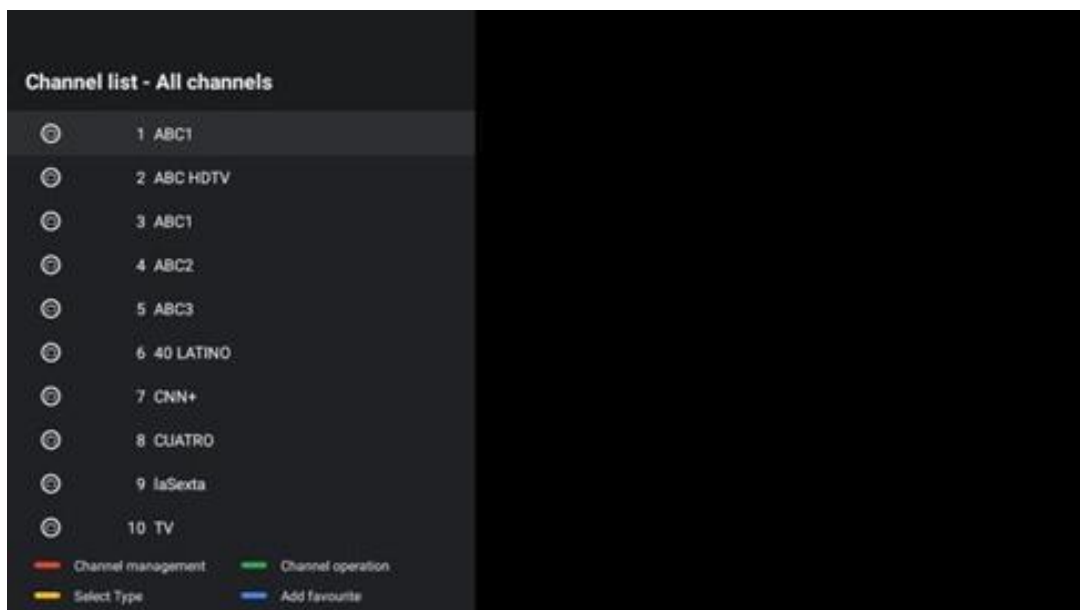 Channel list - All channels
1 ABC1
2 ABC HDTV
3 ABC1
4 ABC2
5 ABC3
6 40 LATINO
7 CNN+
8 CUATRO
9 laSexta
10 TV
Channel management Channel operation
Select Type Add favourite